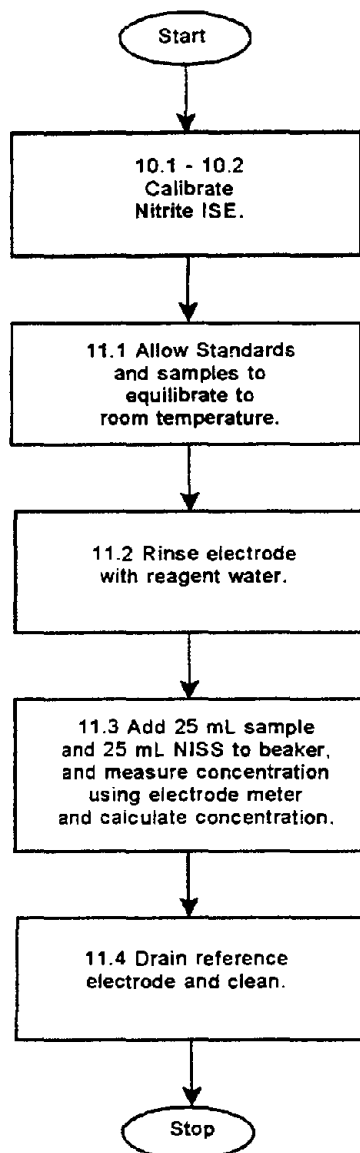 Start
10.1 - 10.2
Calibrate
Nitrite ISE.
11.1 Allow Standards
and samples to
equilibrate to
room temperature.
11.2 Rinse electrode
with reagent water.
11.3 Add 25 mL sample
and 25 mL NISS to beaker,
and measure concentration
using electrode meter
and calculate concentration.
11.4 Drain reference
electrode and clean.
Stop